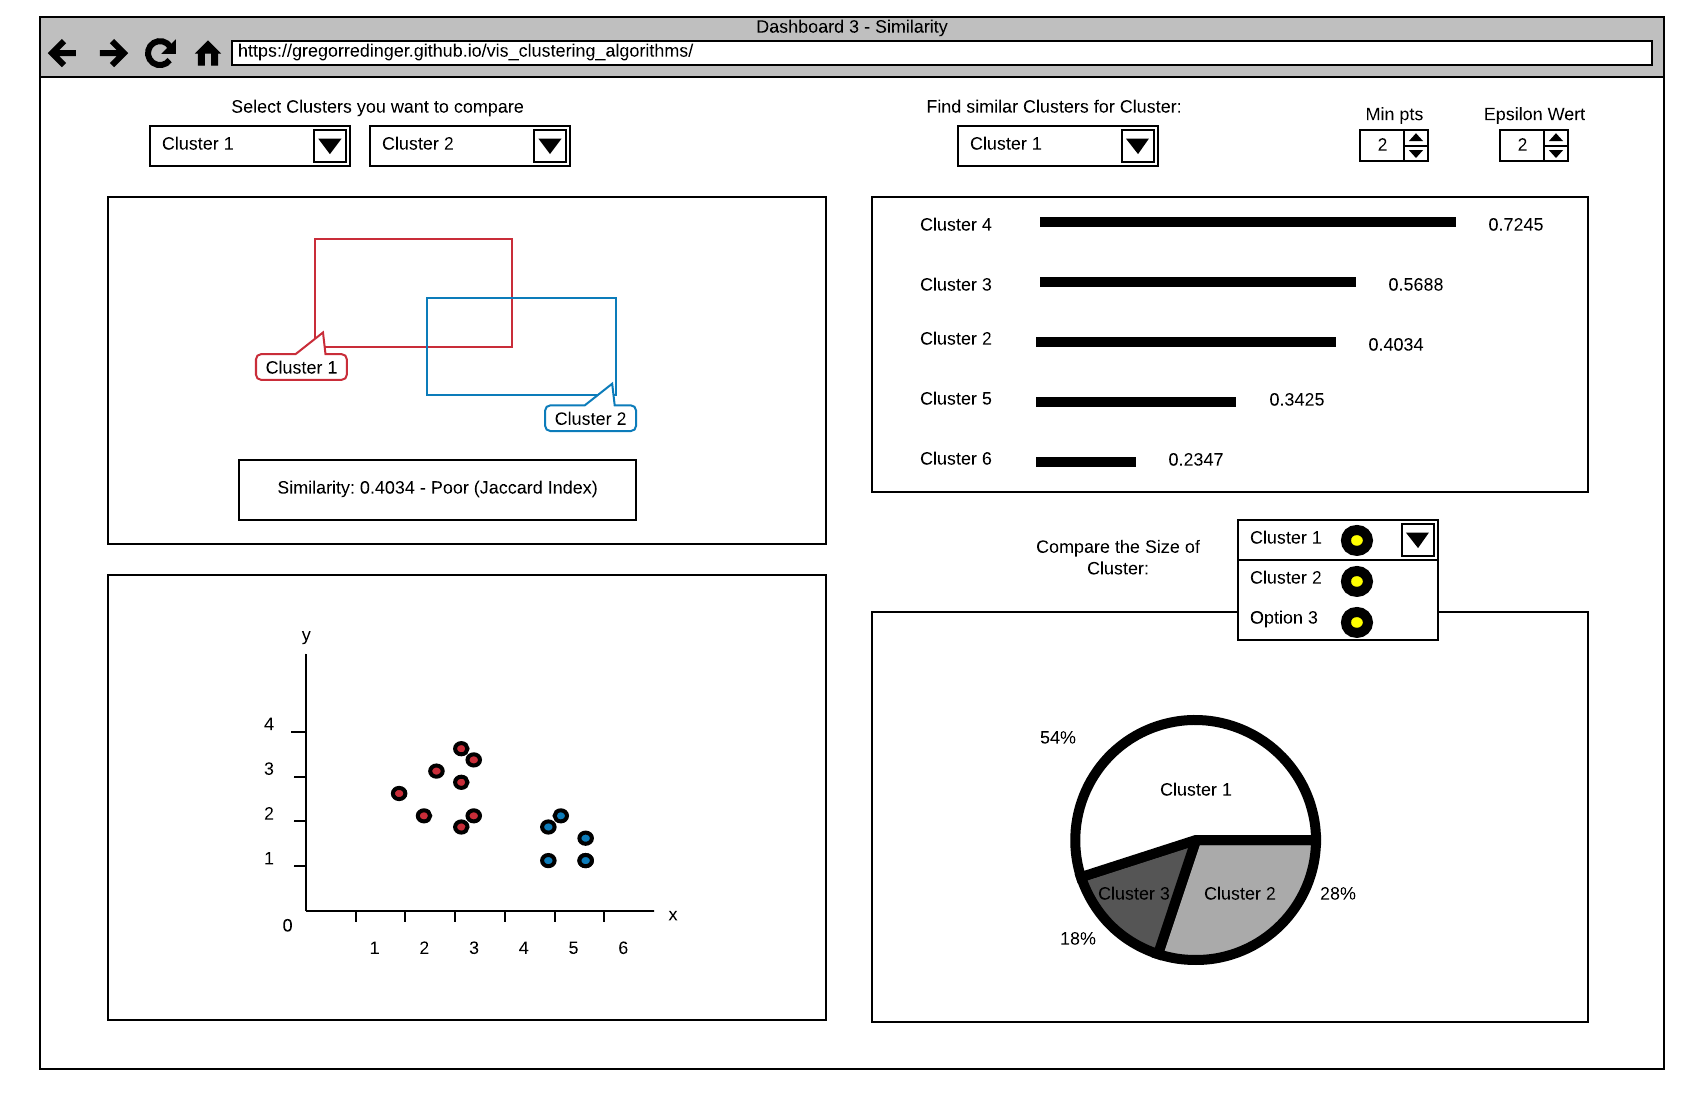 Dashboard 3 - Similarity
https://gregorredinger.github.io/vis_clustering_algorithms/
Select Clusters you want to compare
Cluster 1
Cluster 2
Find similar Clusters for Cluster:
Cluster 1
Min pts
2
Epsilon Wert
2
Cluster 1
Cluster 2
Similarity: 0.4034 - Poor (Jaccard Index)
Cluster 4 0.7245
Cluster 3 0.5688
Cluster 2 0.4034
Cluster 5 0.3425
Cluster 6 0.2347
Compare the Size of
Cluster:
Cluster 1
Cluster 2
Option 3
y
4
3
2
1
0
x
1 2 3 4 5 6
54%
Cluster 1
Cluster 3
Cluster 2
28%
18%